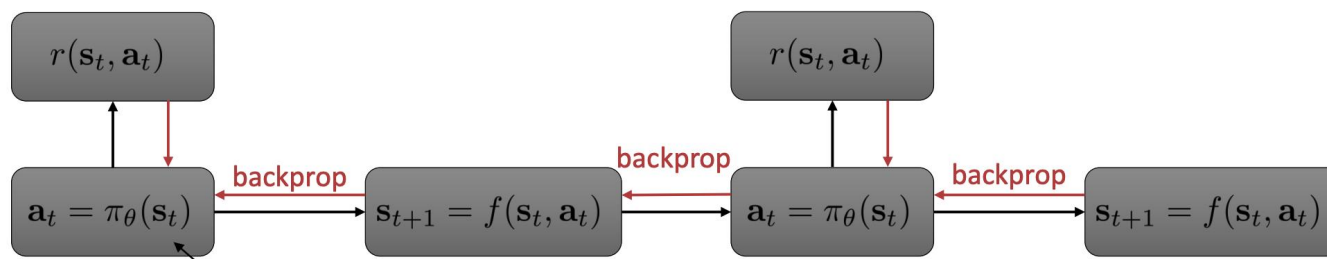 r(s_t, a_t)
r(s_t, a_t)
backprop
backprop
backprop
a_t = π_θ(s_t)
s_{t+1} = f(s_t, a_t)
a_t = π_θ(s_t)
s_{t+1} = f(s_t, a_t)